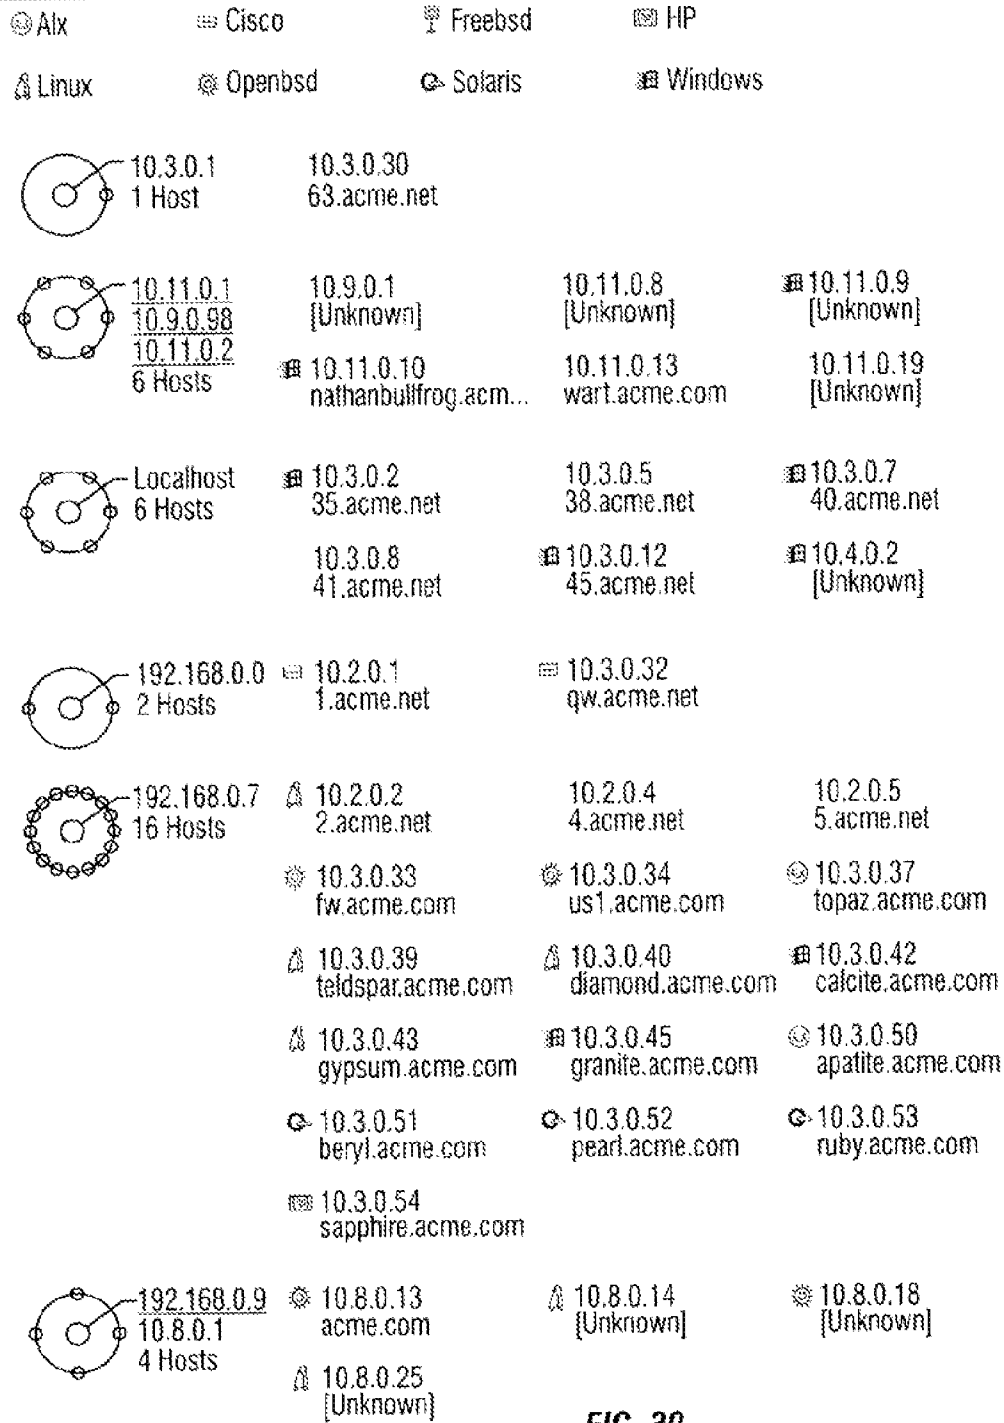 AIx Cisco Freebsd HP
Linux Openbsd Solaris Windows
10.3.0.1
1 Host
10.3.0.30
63.acme.net
10.11.0.1
10.9.0.98
10.11.0.2
6 Hosts
10.9.0.1
[Unknown]
10.11.0.8
[Unknown]
10.11.0.9
[Unknown]
10.11.0.10
nathanbullfrog.acm...
10.11.0.13
wart.acme.com
10.11.0.19
[Unknown]
Localhost
6 Hosts
10.3.0.2
35.acme.net
10.3.0.5
38.acme.net
10.3.0.7
40.acme.net
10.3.0.8
41.acme.net
10.3.0.12
45.acme.net
10.4.0.2
[Unknown]
192.168.0.0
2 Hosts
10.2.0.1
1.acme.net
10.3.0.32
qw.acme.net
192.168.0.7
16 Hosts
10.2.0.2
2.acme.net
10.2.0.4
4.acme.net
10.2.0.5
5.acme.net
10.3.0.33
fw.acme.com
10.3.0.34
us1.acme.com
10.3.0.37
topaz.acme.com
10.3.0.39
teldspar.acme.com
10.3.0.40
diamond.acme.com
10.3.0.42
calcite.acme.com
10.3.0.43
gypsum.acme.com
10.3.0.45
granite.acme.com
10.3.0.50
apatite.acme.com
10.3.0.51
beryl.acme.com
10.3.0.52
pearl.acme.com
10.3.0.53
ruby.acme.com
10.3.0.54
sapphire.acme.com
192.168.0.9
10.8.0.1
4 Hosts
10.8.0.13
acme.com
10.8.0.14
[Unknown]
10.8.0.18
[Unknown]
10.8.0.25
[Unknown]